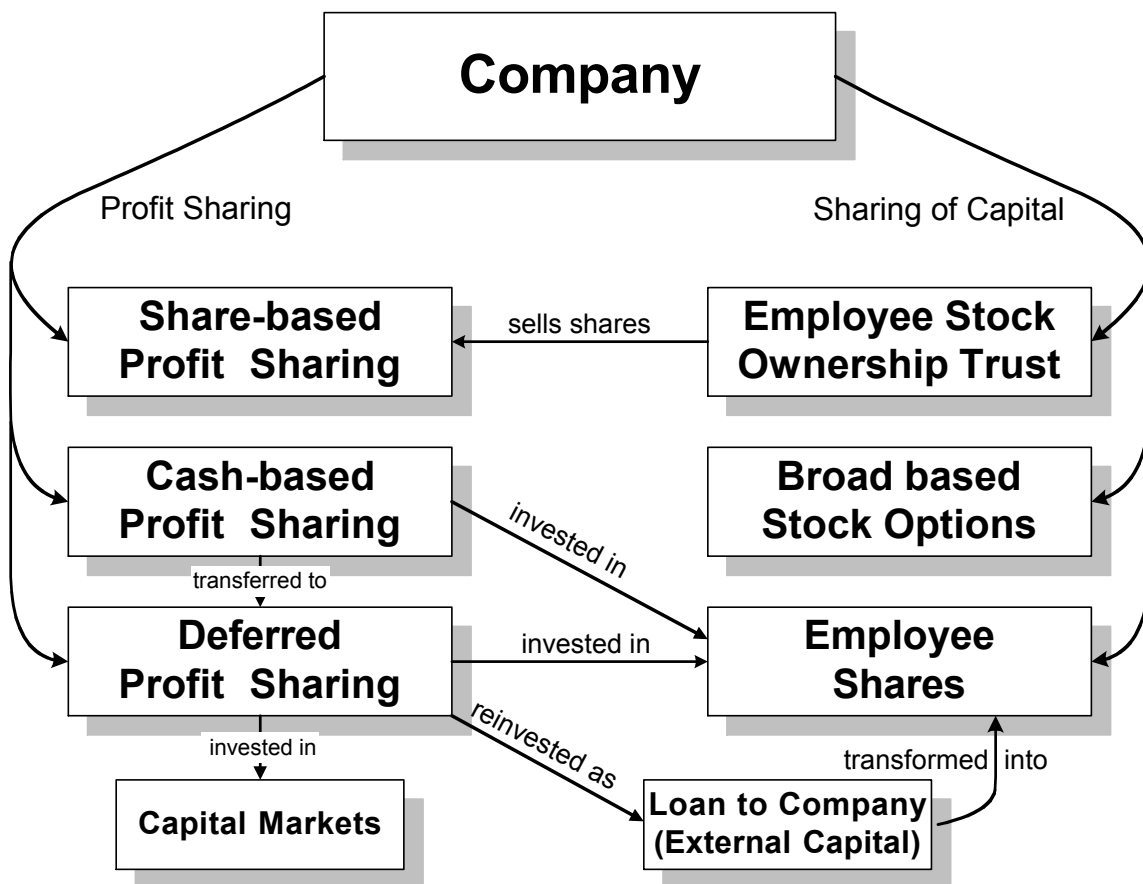 Company
Profit Sharing
Sharing of Capital
Share-based
Profit Sharing
sells shares
Employee Stock
Ownership Trust
Cash-based
Profit Sharing
invested in
Broad based
Stock Options
transferred to
Deferred
Profit Sharing
invested in
Employee
Shares
invested in
reinvested as
transformed into
Capital Markets
Loan to Company
(External Capital)